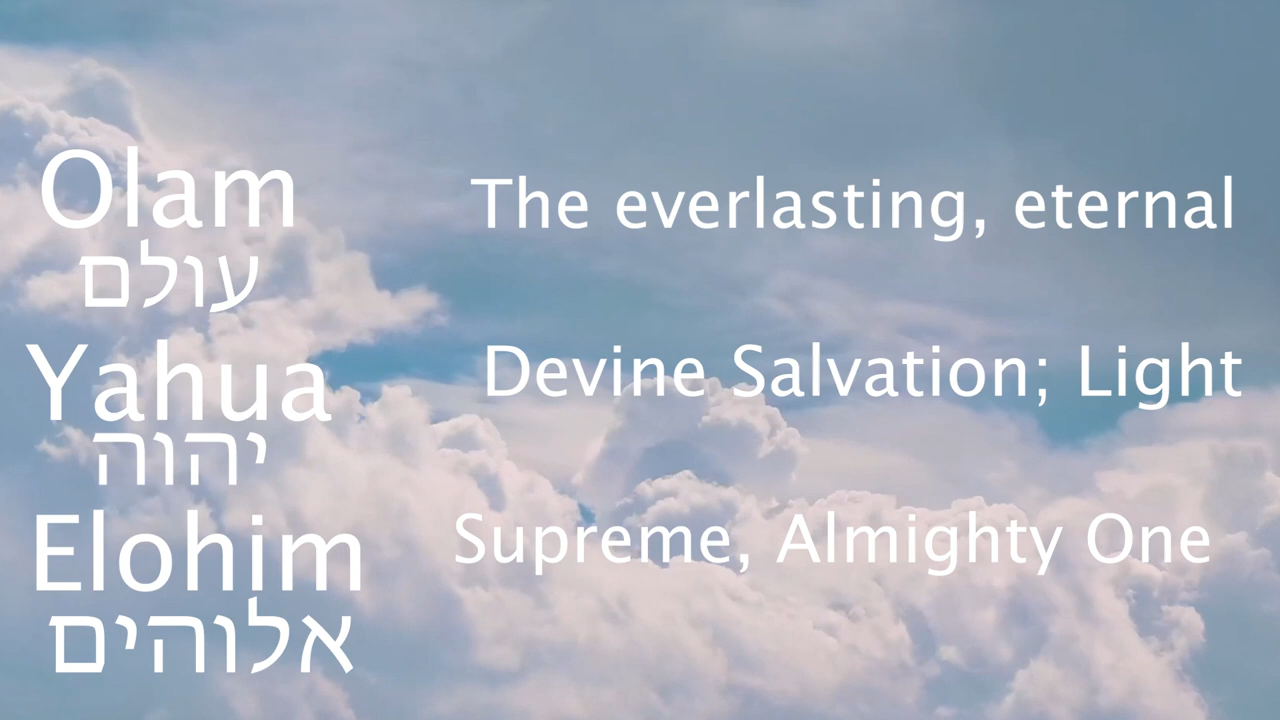 Olam
The everlasting, eternal
עולם
Yahua
Devine Salvation; Light
יהוה
Elohim
Supreme, Almighty One
אלוהים